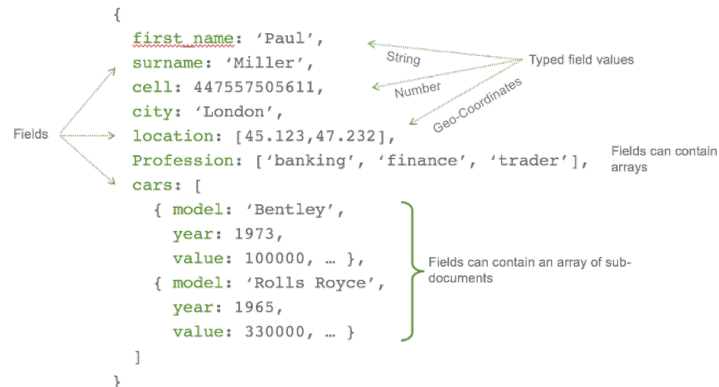 {
first_name: ‘Paul’,
surname: ‘Miller’,
cell: 447557505611,
city: ‘London’,
location: [45.123,47.232],
Profession: [‘banking’, ‘finance’, ‘trader’],
cars: [
{ model: ‘Bentley’,
year: 1973,
value: 100000, … },
{ model: ‘Rolls Royce’,
year: 1965,
value: 330000, … }
]
}
Fields
String
Number
Geo-Coordinates
Typed field values
Fields can contain
arrays
Fields can contain an array of sub-
documents